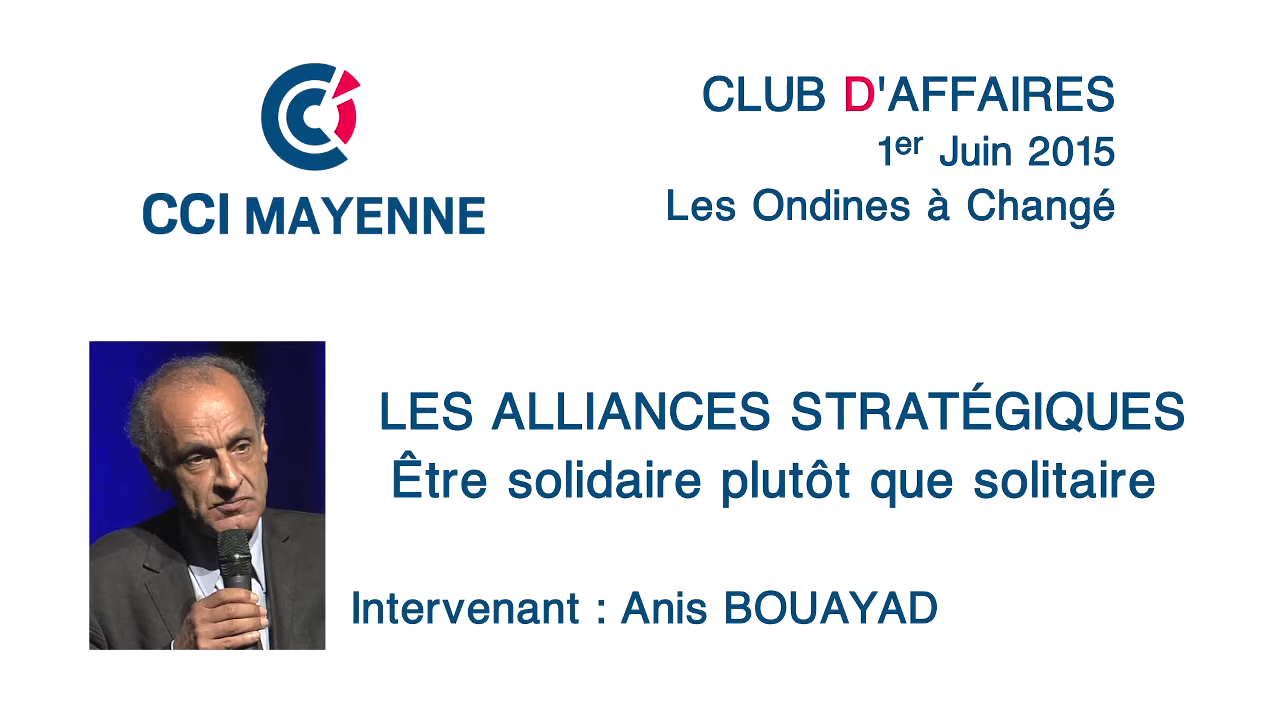 CCI MAYENNE
CLUB D'AFFAIRES
1er Juin 2015
Les Ondines à Changé
LES ALLIANCES STRATÉGIQUES
Être solidaire plutôt que solitaire
Intervenant : Anis BOUAYAD